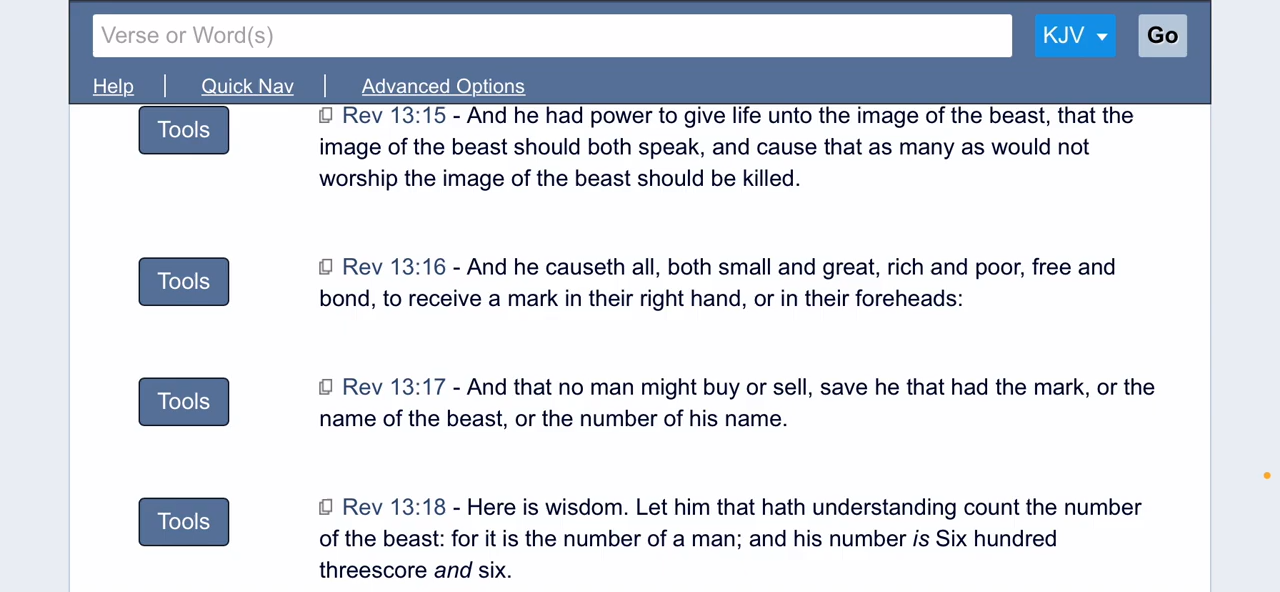 Verse or Word(s)
KJV
Go
Help
Quick Nav
Advanced Options
Tools
Rev 13:15 - And he had power to give life unto the image of the beast, that the
image of the beast should both speak, and cause that as many as would not
worship the image of the beast should be killed.
Tools
Rev 13:16 - And he causeth all, both small and great, rich and poor, free and
bond, to receive a mark in their right hand, or in their foreheads:
Tools
Rev 13:17 - And that no man might buy or sell, save he that had the mark, or the
name of the beast, or the number of his name.
Tools
Rev 13:18 - Here is wisdom. Let him that hath understanding count the number
of the beast: for it is the number of a man; and his number is Six hundred
threescore and six.